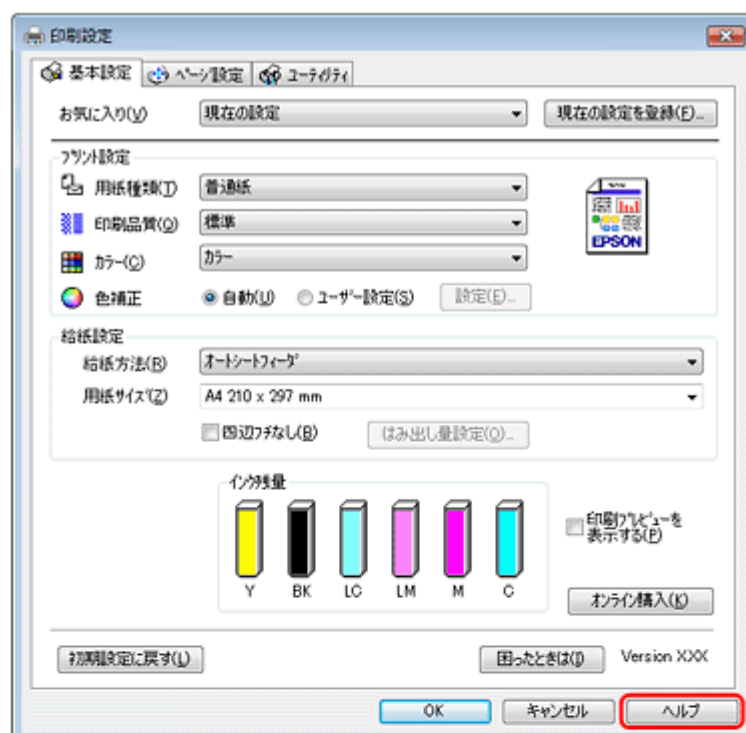 印刷設定
基本設定 ページ設定 ユーティリティ
お気に入り(V) 現在の設定 現在の設定を登録(F)...
プリント設定
用紙種類(T) 普通紙
印刷品質(Q) 標準
カラー(C) カラー
EPSON
色補正 自動(U) ユーザー設定(S) 設定(E)...
給紙設定
給紙方法(R) オートシートフィーダ
用紙サイズ(Z) A4 210 x 297 mm
四辺フチなし(B) はみ出し量設定(O)...
インク残量
Y BK LC LM M C
印刷プレビューを
表示する(P)
オンライン購入(K)
初期設定に戻す(L) 困ったときは(I) Version XXX
OK キャンセル ヘルプ